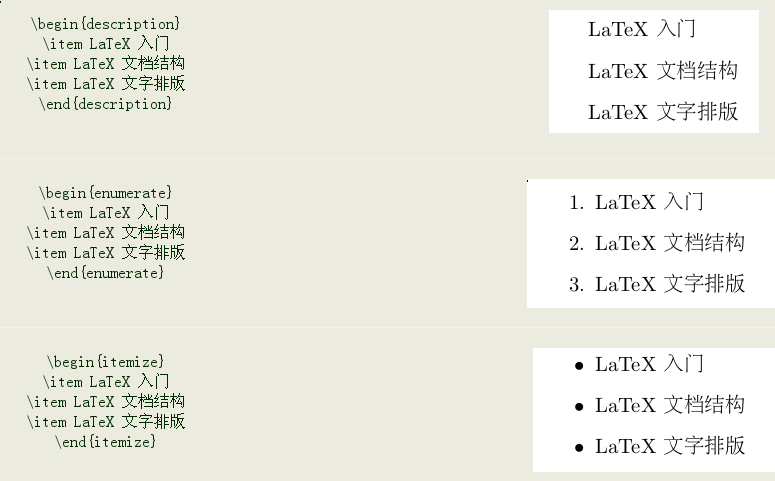 \begin{description}
\item LaTeX 入门
\item LaTeX 文档结构
\item LaTeX 文字排版
\end{description}
LaTeX 入门
LaTeX 文档结构
LaTeX 文字排版
\begin{enumerate}
\item LaTeX 入门
\item LaTeX 文档结构
\item LaTeX 文字排版
\end{enumerate}
1. LaTeX 入门
2. LaTeX 文档结构
3. LaTeX 文字排版
\begin{itemize}
\item LaTeX 入门
\item LaTeX 文档结构
\item LaTeX 文字排版
\end{itemize}
• LaTeX 入门
• LaTeX 文档结构
• LaTeX 文字排版